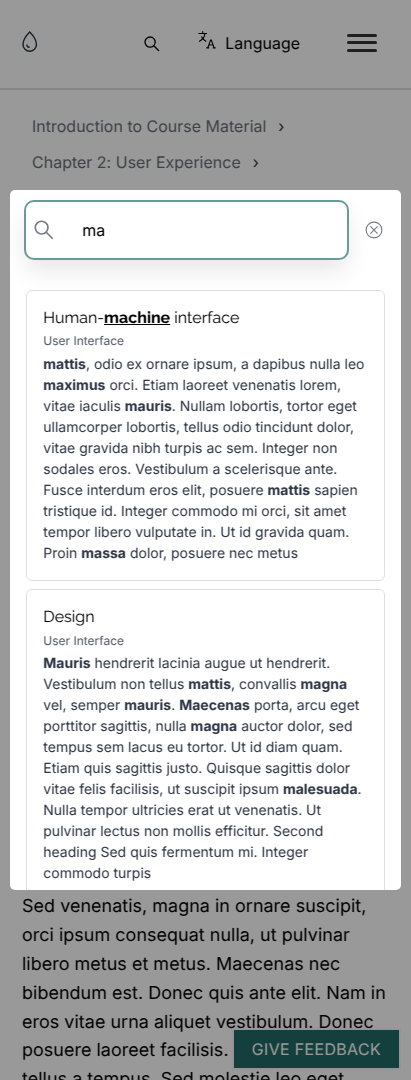 Language
Introduction to Course Material
Chapter 2: User Experience
ma
Human-machine interface
User Interface
mattis, odio ex ornare ipsum, a dapibus nulla leo
maximus orci. Etiam laoreet venenatis lorem,
vitae iaculis mauris. Nullam lobortis, tortor eget
ullamcorper lobortis, tellus odio tincidunt dolor,
vitae gravida nibh turpis ac sem. Integer non
sodales eros. Vestibulum a scelerisque ante.
Fusce interdum eros elit, posuere mattis sapien
tristique id. Integer commodo mi orci, sit amet
tempor libero vulputate in. Ut id gravida quam.
Proin massa dolor, posuere nec metus
Design
User Interface
Mauris hendrerit lacinia augue ut hendrerit.
Vestibulum non tellus mattis, convallis magna
vel, semper mauris. Maecenas porta, arcu eget
porttitor sagittis, nulla magna auctor dolor, sed
tempus sem lacus eu tortor. Ut id diam quam.
Etiam quis sagittis justo. Quisque sagittis dolor
vitae felis facilisis, ut suscipit ipsum malesuada.
Nulla tempor ultricies erat ut venenatis. Ut
pulvinar lectus non mollis efficitur. Second
heading Sed quis fermentum mi. Integer
commodo turpis
Sed venenatis, magna in ornare suscipit,
orci ipsum consequat nulla, ut pulvinar
libero metus et metus. Maecenas nec
bibendum est. Donec quis ante elit. Nam in
eros vitae urna aliquet vestibulum. Donec
posuere laoreet facilisis.
GIVE FEEDBACK
tellus a tempus. Sed molestie leo eget